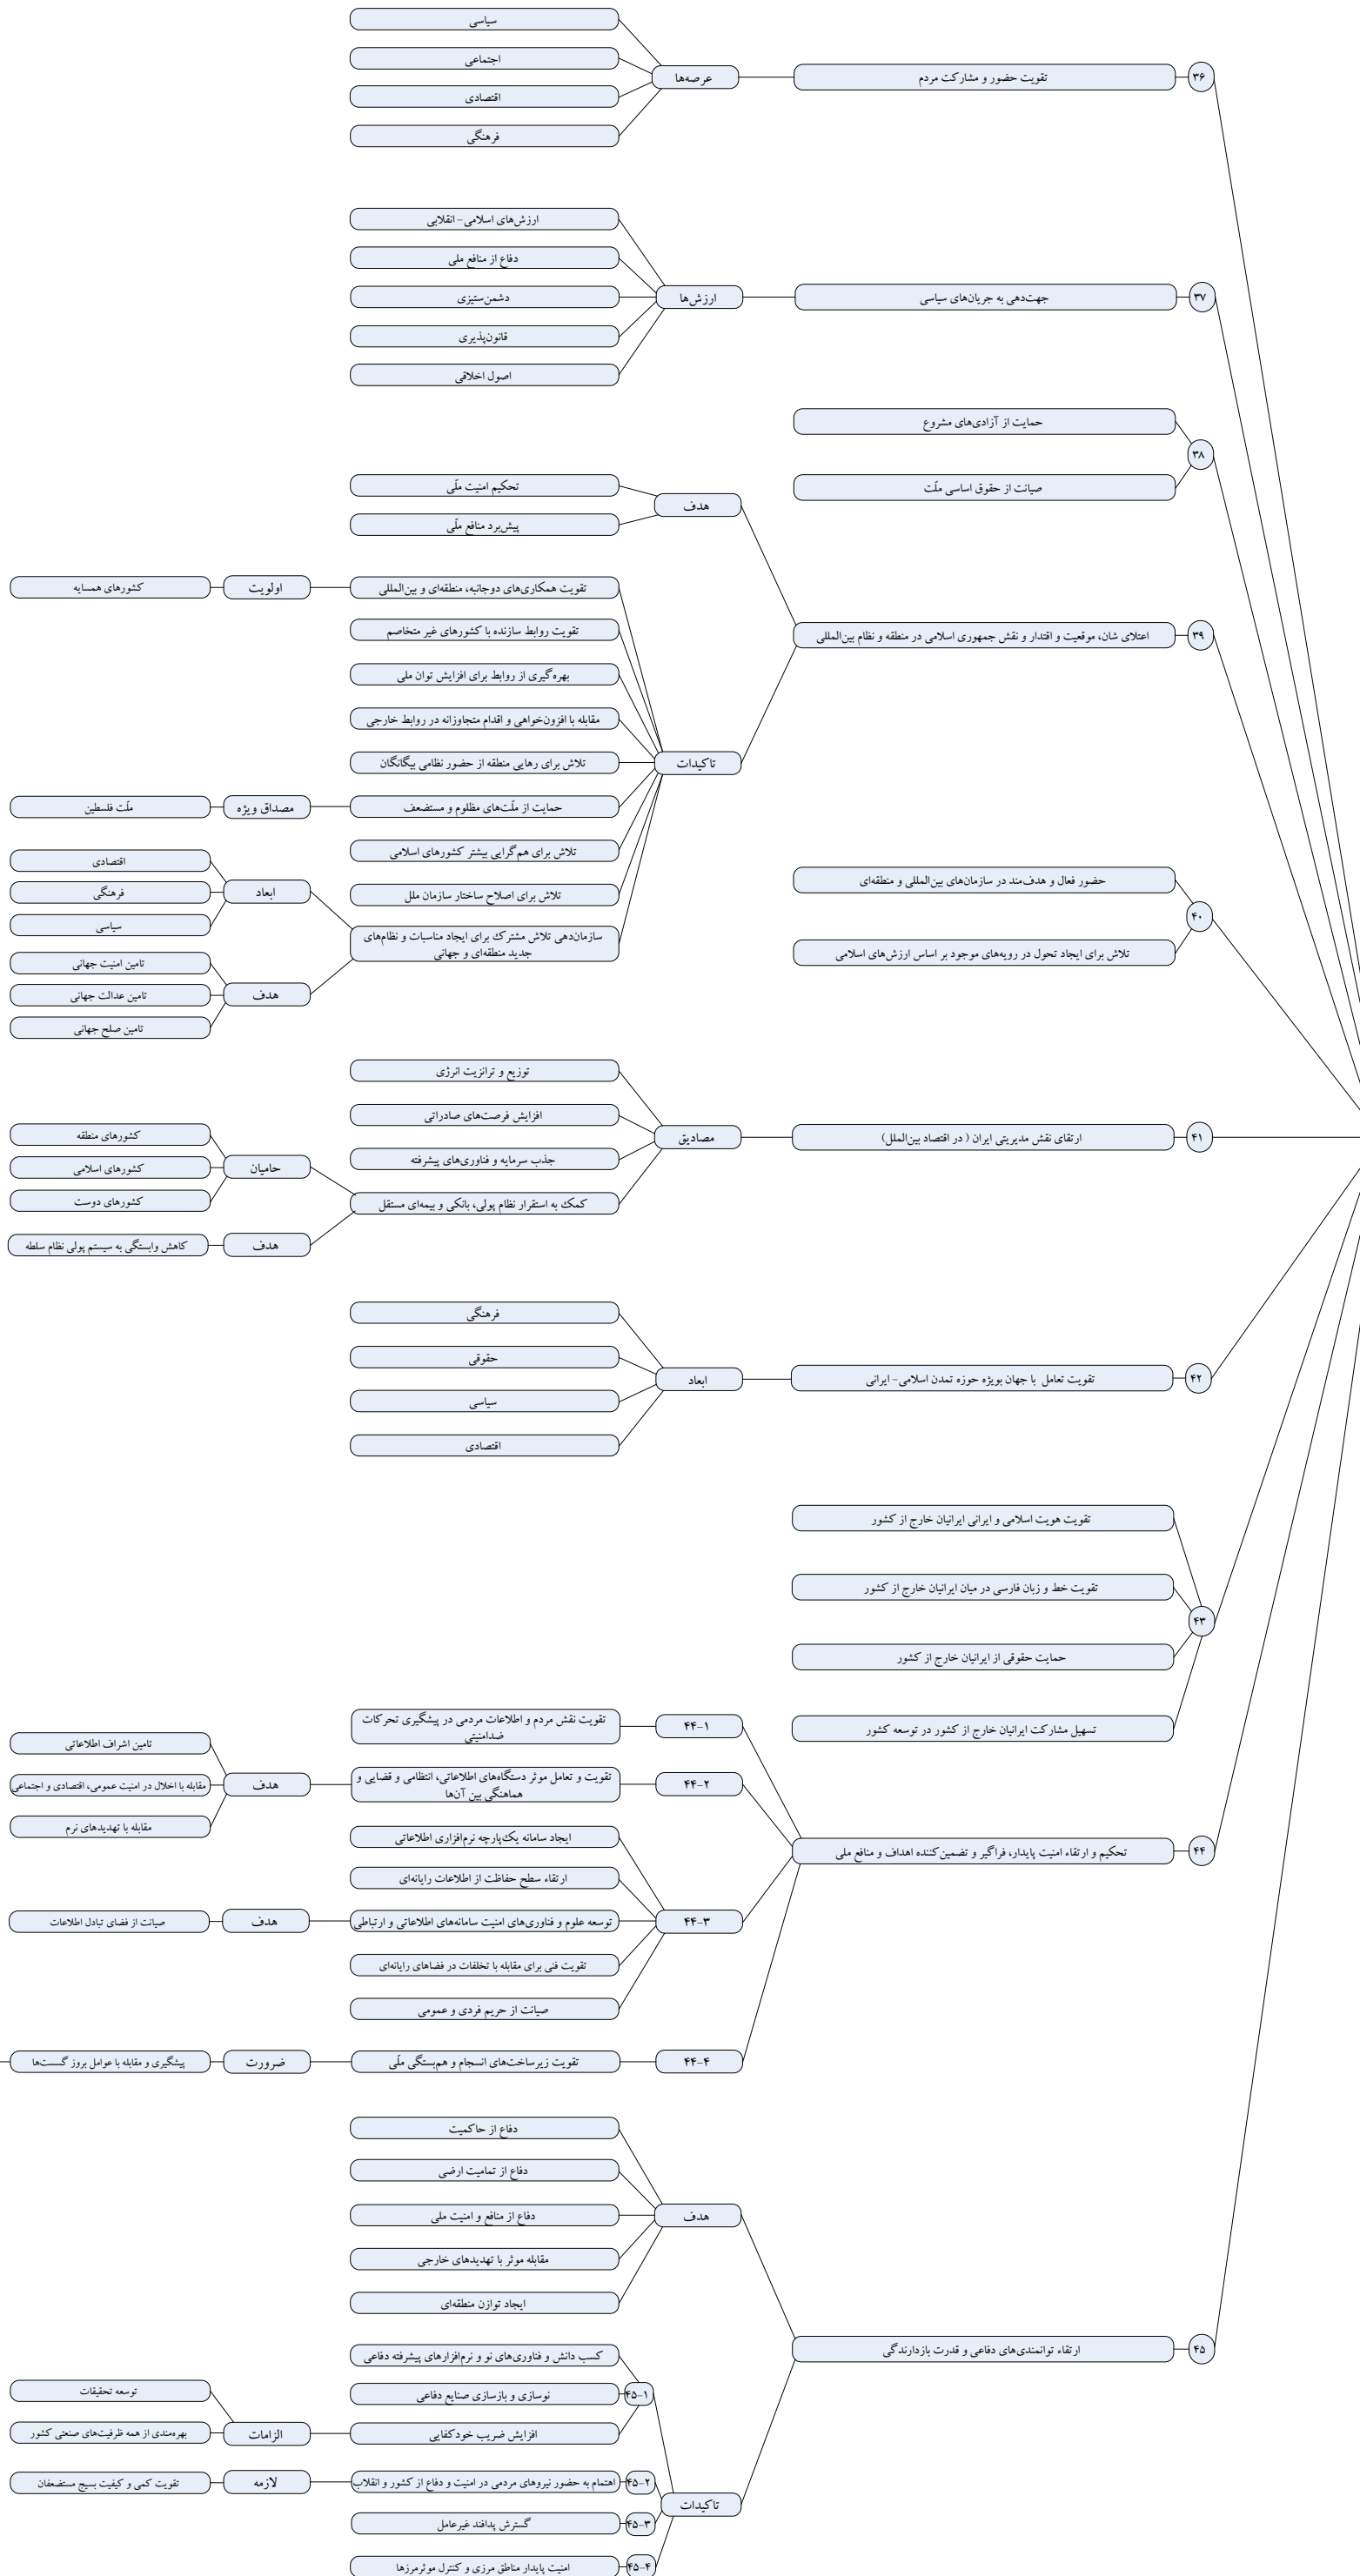 ۳۶
تقویت حضور و مشارکت مردم
عرصه‌ها
سیاسی
اجتماعی
اقتصادی
فرهنگی
۳۷
جهت‌دهی به جریان‌های سیاسی
ارزش‌ها
ارزش‌های اسلامی- انقلابی
دفاع از منافع ملی
دشمن‌ستیزی
قانون‌پذیری
اصول اخلاقی
۳۸
حمایت از آزادی‌های مشروع
صیانت از حقوق اساسی ملّت
۳۹
اعتلای شان، موقعیت و اقتدار و نقش جمهوری اسلامی در منطقه و نظام بین‌المللی
هدف
تحکیم امنیت ملّی
پیش‌برد منافع ملّی
تاکیدات
تقویت همکاری‌های دوجانبه، منطقه‌ای و بین‌المللی
اولویت
کشورهای همسایه
تقویت روابط سازنده با کشورهای غیر متخاصم
بهره‌گیری از روابط برای افزایش توان ملی
مقابله با افزون‌خواهی و اقدام متجاوزانه در روابط خارجی
تلاش برای رهایی منطقه از حضور نظامی بیگانگان
حمایت از ملّت‌های مظلوم و مستضعف
مصداق ویژه
ملّت فلسطین
تلاش برای هم‌گرایی بیشتر کشورهای اسلامی
تلاش برای اصلاح ساختار سازمان ملل
سازمان‌دهی تلاش مشترک برای ایجاد مناسبات و نظام‌های
جدید منطقه‌ای و جهانی
ابعاد
اقتصادی
فرهنگی
سیاسی
هدف
تامین امنیت جهانی
تامین عدالت جهانی
تامین صلح جهانی
۴۰
حضور فعال و هدف‌مند در سازمان‌های بین‌المللی و منطقه‌ای
تلاش برای ایجاد تحول در رویه‌های موجود بر اساس ارزش‌های اسلامی
۴۱
ارتقای نقش مدیریتی ایران ( در اقتصاد بین‌الملل)
مصادیق
توزیع و ترانزیت انرژی
افزایش فرصت‌های صادراتی
جذب سرمایه و فناوری‌های پیشرفته
کمک به استقرار نظام پولی، بانکی و بیمه‌ای مستقل
حامیان
کشورهای منطقه
کشورهای اسلامی
کشورهای دوست
هدف
کاهش وابستگی به سیستم پولی نظام سلطه
۴۲
تقویت تعامل با جهان بویژه حوزه تمدن اسلامی- ایرانی
ابعاد
فرهنگی
حقوقی
سیاسی
اقتصادی
۴۳
تقویت هویت اسلامی و ایرانی ایرانیان خارج از کشور
تقویت خط و زبان فارسی در میان ایرانیان خارج از کشور
حمایت حقوقی از ایرانیان خارج از کشور
تسهیل مشارکت ایرانیان خارج از کشور در توسعه کشور
۴۴
تحکیم و ارتقاء امنیت پایدار، فراگیر و تضمین‌کننده اهداف و منافع ملی
۴۴-۱
تقویت نقش مردم و اطلاعات مردمی در پیشگیری تحرکات
ضدامنیتی
۴۴-۲
تقویت و تعامل موثر دستگاه‌های اطلاعاتی، انتظامی و قضایی و
هماهنگی بین آن‌ها
هدف
تامین اشراف اطلاعاتی
مقابله با اخلال در امنیت عمومی، اقتصادی و اجتماعی
مقابله با تهدیدهای نرم
۴۴-۳
ایجاد سامانه یک‌پارچه نرم‌افزاری اطلاعاتی
ارتقاء سطح حفاظت از اطلاعات رایانه‌ای
توسعه علوم و فناوری‌های امنیت سامانه‌های اطلاعاتی و ارتباطی
هدف
صیانت از فضای تبادل اطلاعات
تقویت فنی برای مقابله با تخلفات در فضاهای رایانه‌ای
صیانت از حریم فردی و عمومی
۴۴-۴
تقویت زیرساخت‌های انسجام و هم‌بستگی ملّی
ضرورت
پیشگیری و مقابله با عوامل بروز گسست‌ها
۴۵
ارتقاء توانمندی‌های دفاعی و قدرت بازدارندگی
هدف
دفاع از حاکمیت
دفاع از تمامیت ارضی
دفاع از منافع و امنیت ملی
مقابله موثر با تهدیدهای خارجی
ایجاد توازن منطقه‌ای
تاکیدات
۴۵-۱
کسب دانش و فناوری‌های نو و نرم‌افزارهای پیشرفته دفاعی
نوسازی و بازسازی صنایع دفاعی
افزایش ضریب خودکفایی
الزامات
توسعه تحقیقات
بهره‌مندی از همه ظرفیت‌های صنعتی کشور
۴۵-۲
اهتمام به حضور نیروهای مردمی در امنیت و دفاع از کشور و انقلاب
لازمه
تقویت کمی و کیفیت بسیج مستضعفان
۴۵-۳
گسترش پدافند غیرعامل
۴۵-۴
امنیت پایدار مناطق مرزی و کنترل موثرمرزها